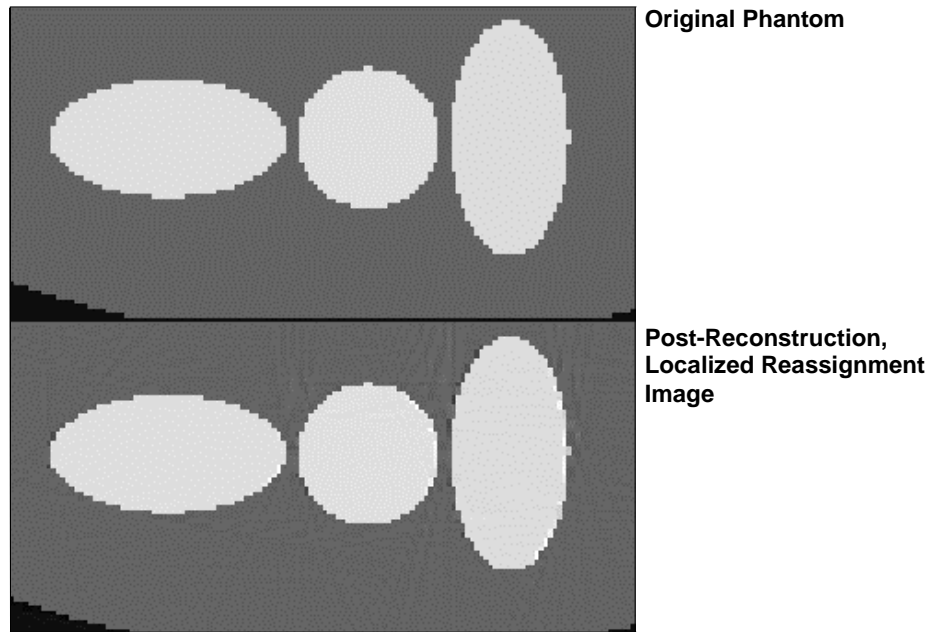 Original Phantom
Post-Reconstruction,
Localized Reassignment
Image